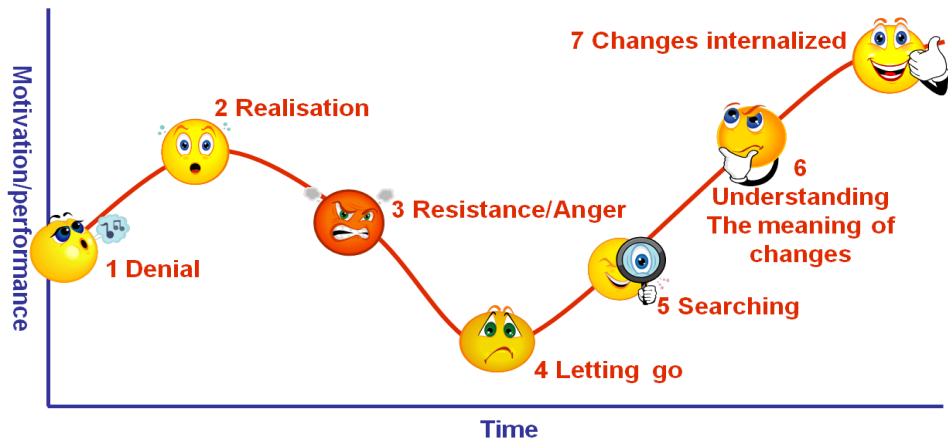 Motivation/performance
7 Changes internalized
2 Realisation
3 Resistance/Anger
6
Understanding
The meaning of
changes
1 Denial
5 Searching
4 Letting go
Time